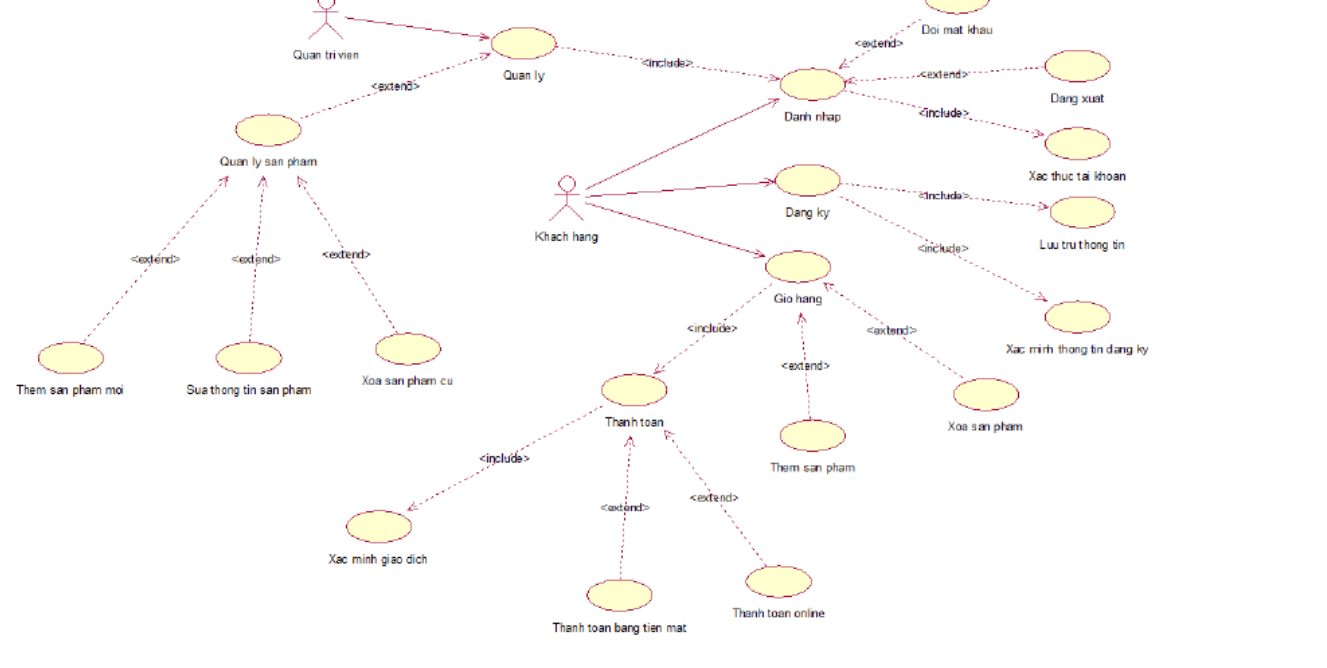 Doi mat khau
<extend>
Quan tri vien
<include>
Quan ly
<extend>
Dang xuat
<extend>
Danh nhap
<include>
Quan ly san pham
Xac thuc tai khoan
<include>
Dang ky
Khach hang
Luu tru thong tin
<extend>
<extend>
<extend>
<include>
Gio hang
<include>
<extend>
Xac minh thong tin dang ky
<extend>
Them san pham moi
Sua thong tin san pham
Xoa san pham cu
Thanh toan
Xoa san pham
<include>
Them san pham
<extend>
<extend>
Xac minh giao dich
Thanh toan bang tien mat
Thanh toan online